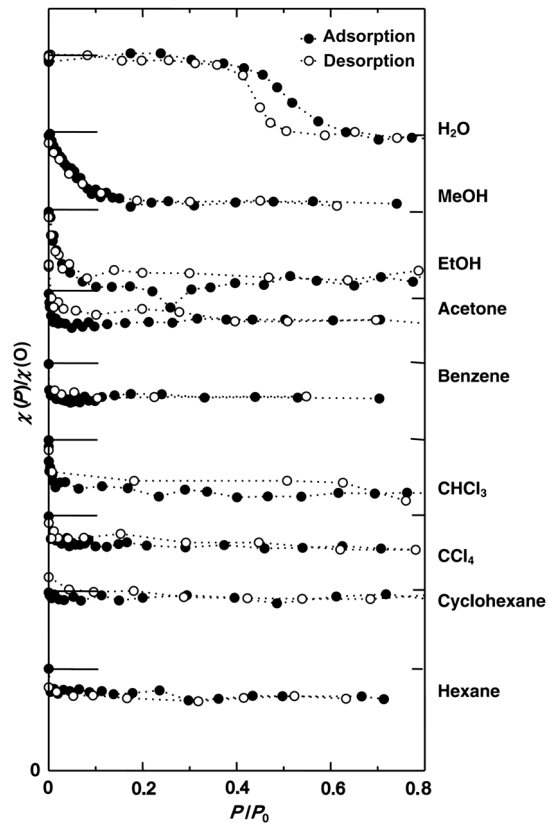 Adsorption
Desorption
H₂O
MeOH
EtOH
Acetone
Benzene
CHCl₃
CCl₄
Cyclohexane
Hexane
χ(P)/χ(O)
0
0 0.2 0.4 0.6 0.8
P/P₀